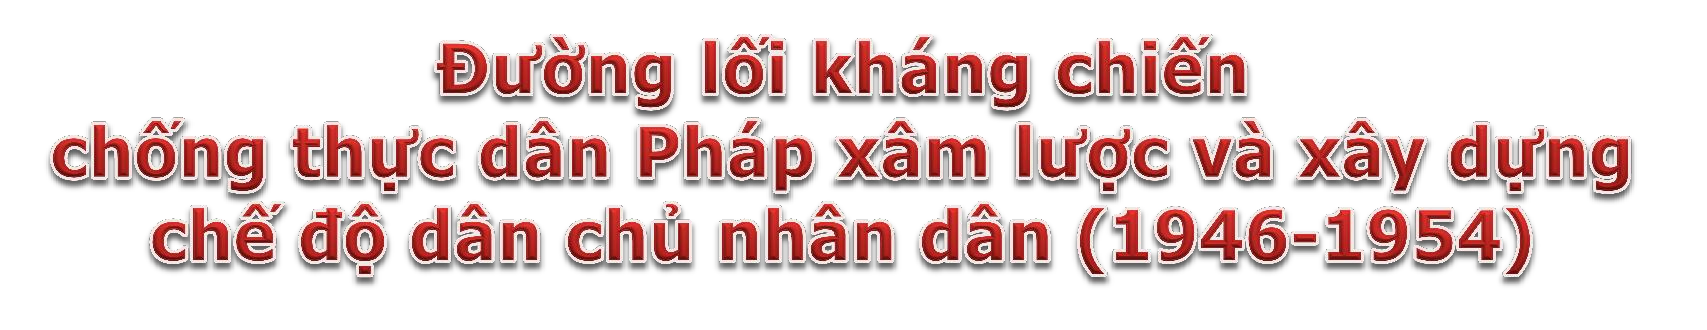 Đường lối kháng chiến
chống thực dân Pháp xâm lược và xây dựng
chế độ dân chủ nhân dân (1946-1954)